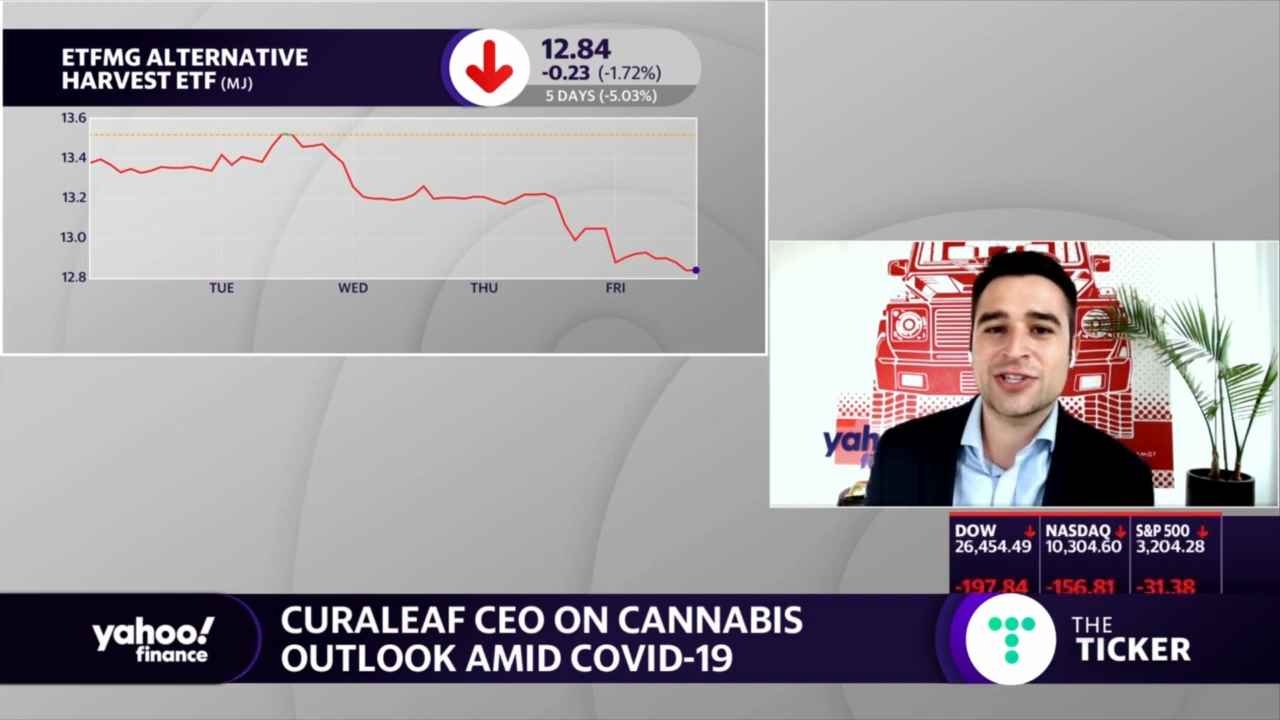 ETFMG ALTERNATIVE
HARVEST ETF (MJ)
12.84
-0.23 (-1.72%)
5 DAYS (-5.03%)
13.6
13.4
13.2
13.0
12.8
TUE WED THU FRI
yah
fi
DOW NASDAQ S&P 500
26,454.49 10,304.60 3,204.28
-197.84 -156.81 -31.38
yahoo!
finance
CURALEAF CEO ON CANNABIS
OUTLOOK AMID COVID-19
THE
TICKER